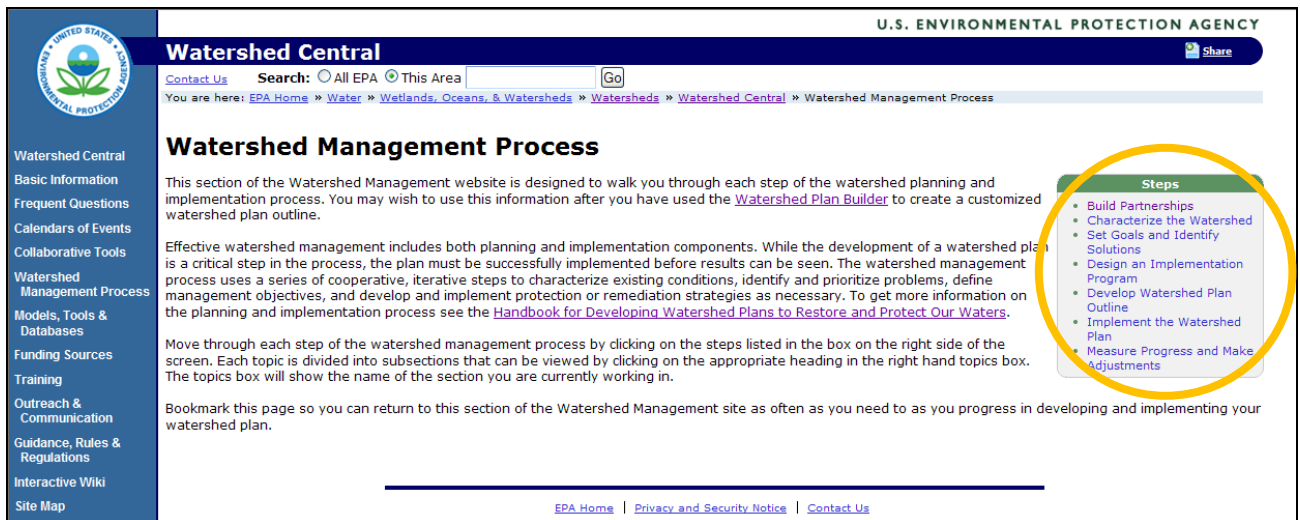 U.S. ENVIRONMENTAL PROTECTION AGENCY
UNITED STATES
ENVIRONMENTAL PROTECTION AGENCY
Watershed Central
Share
Contact Us Search: All EPA This Area Go
You are here: EPA Home » Water » Wetlands, Oceans, & Watersheds » Watersheds » Watershed Central » Watershed Management Process
Watershed Central
Basic Information
Frequent Questions
Calendars of Events
Collaborative Tools
Watershed
Management Process
Models, Tools &
Databases
Funding Sources
Training
Outreach &
Communication
Guidance, Rules &
Regulations
Interactive Wiki
Site Map
Watershed Management Process
This section of the Watershed Management website is designed to walk you through each step of the watershed planning and
implementation process. You may wish to use this information after you have used the Watershed Plan Builder to create a customized
watershed plan outline.
Effective watershed management includes both planning and implementation components. While the development of a watershed plan
is a critical step in the process, the plan must be successfully implemented before results can be seen. The watershed management
process uses a series of cooperative, iterative steps to characterize existing conditions, identify and prioritize problems, define
management objectives, and develop and implement protection or remediation strategies as necessary. To get more information on
the planning and implementation process see the Handbook for Developing Watershed Plans to Restore and Protect Our Waters.
Move through each step of the watershed management process by clicking on the steps listed in the box on the right side of the
screen. Each topic is divided into subsections that can be viewed by clicking on the appropriate heading in the right hand topics box.
The topics box will show the name of the section you are currently working in.
Bookmark this page so you can return to this section of the Watershed Management site as often as you need to as you progress in developing and implementing your
watershed plan.
Steps
• Build Partnerships
• Characterize the Watershed
• Set Goals and Identify
Solutions
• Design an Implementation
Program
• Develop Watershed Plan
Outline
• Implement the Watershed
Plan
• Measure Progress and Make
Adjustments
EPA Home | Privacy and Security Notice | Contact Us